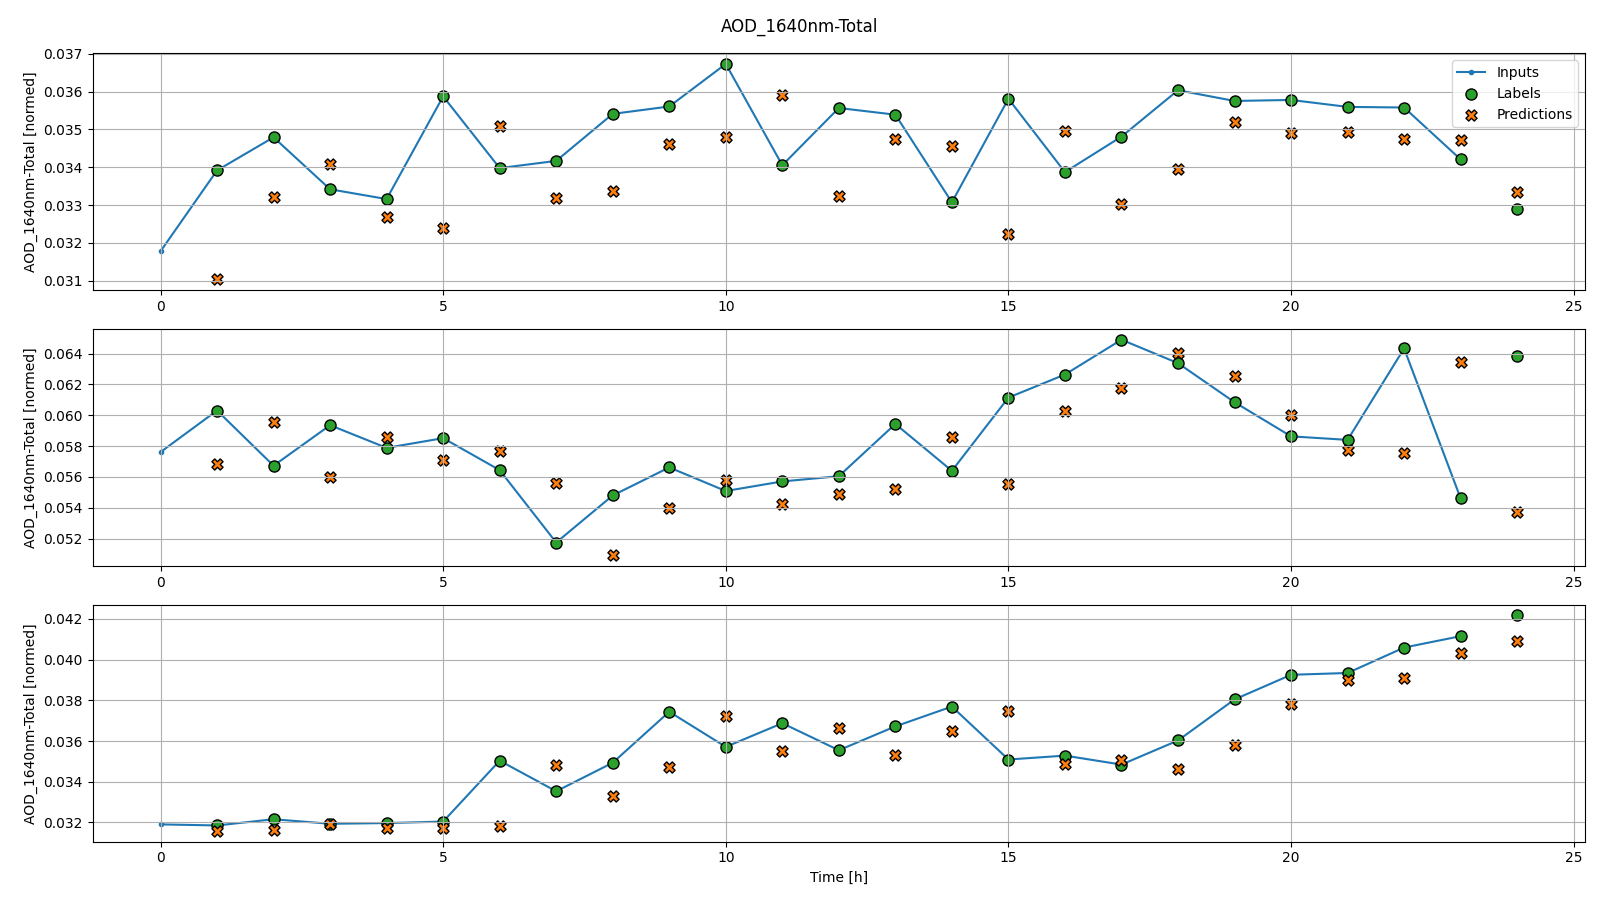 AOD_1640nm-Total
AOD_1640nm-Total [normed]
0.037
0.036
0.035
0.034
0.033
0.032
0.031
Inputs
Labels
Predictions
0 5 10 15 20 25
AOD_1640nm-Total [normed]
0.064
0.062
0.060
0.058
0.056
0.054
0.052
0 5 10 15 20 25
AOD_1640nm-Total [normed]
0.042
0.040
0.038
0.036
0.034
0.032
0 5 10 15 20 25
Time [h]